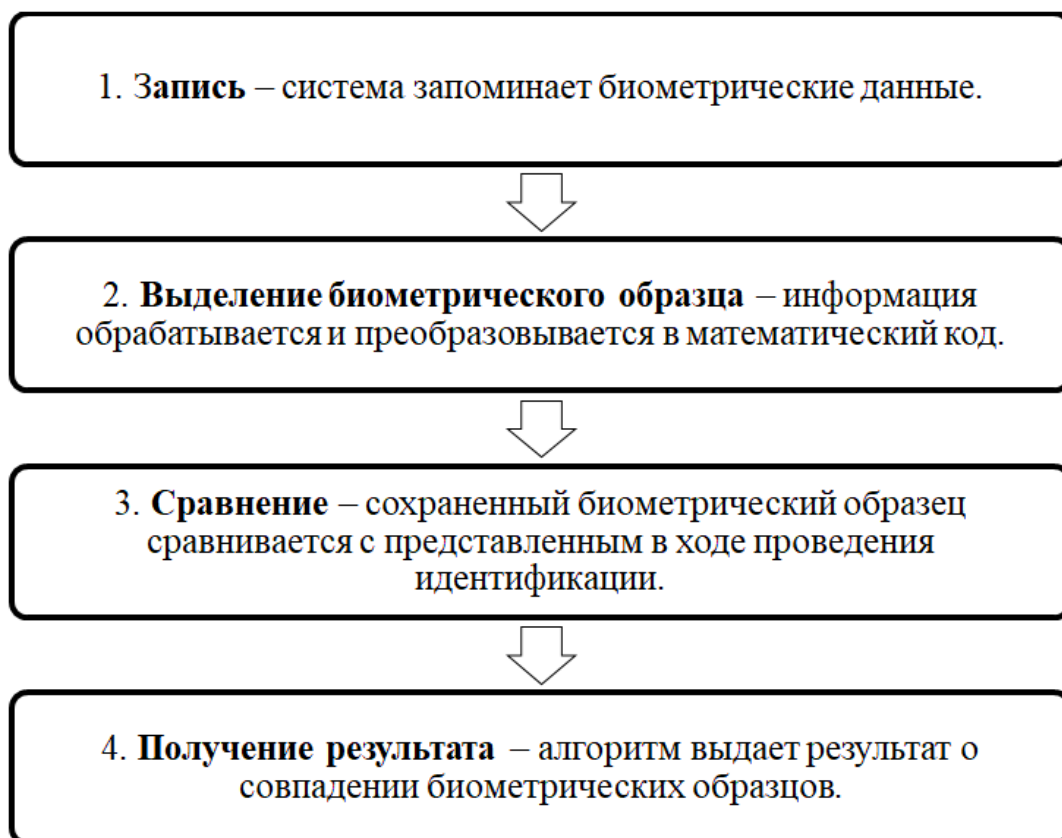 1. Запись – система запоминает биометрические данные.
2. Выделение биометрического образца – информация
обрабатывается и преобразовывается в математический код.
3. Сравнение – сохраненный биометрический образец
сравнивается с представленным в ходе проведения
идентификации.
4. Получение результата – алгоритм выдает результат о
совпадении биометрических образцов.